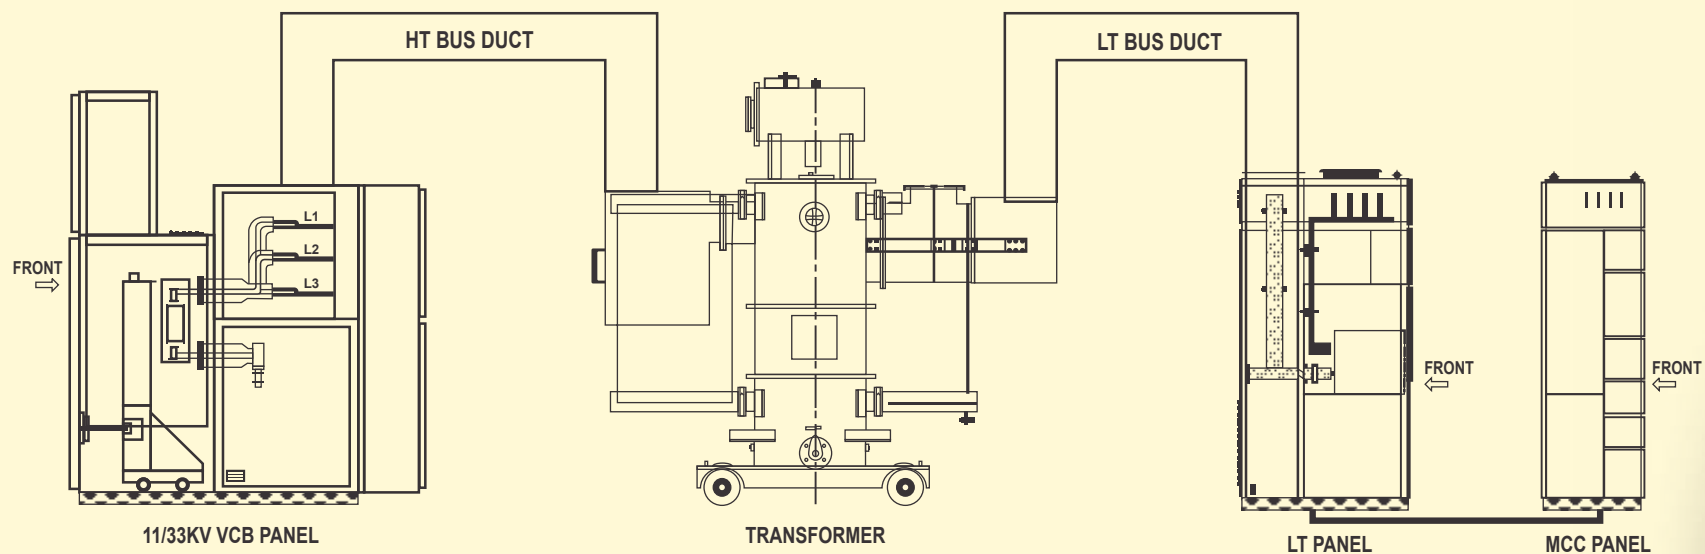 HT BUS DUCT
LT BUS DUCT
L1
L2
L3
FRONT
FRONT
FRONT
11/33KV VCB PANEL
TRANSFORMER
LT PANEL
MCC PANEL